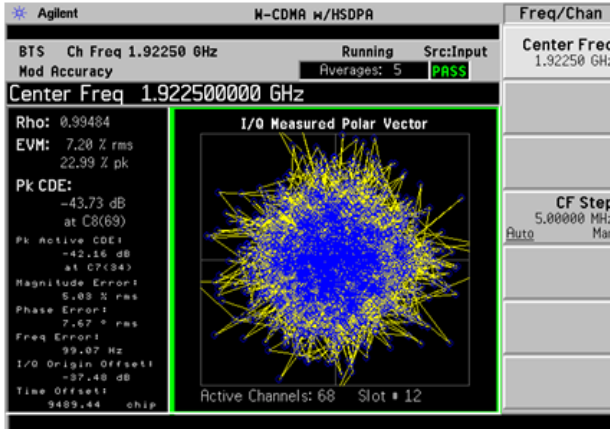 Agilent W-CDMA w/HSDPA Freq/Chan
BTS Ch Freq 1.92250 GHz Running Src:Input
Mod Accuracy Averages: 5 PASS
Center Freq 1.922500000 GHz
Rho: 0.99484
EVM: 7.20 % rms
22.99 % pk
Pk CDE:
-43.73 dB
at C8(69)
Pk Active CDE:
-42.16 dB
at C7(34)
Magnitude Error:
5.03 % rms
Phase Error:
7.67 ° rms
Freq Error:
99.07 Hz
I/Q Origin Offset:
-37.48 dB
Time Offset:
9489.44 chip
I/Q Measured Polar Vector
Active Channels: 68 Slot # 12
Center Freq
1.92250 GHz
CF Step
5.00000 MHz
Auto Man